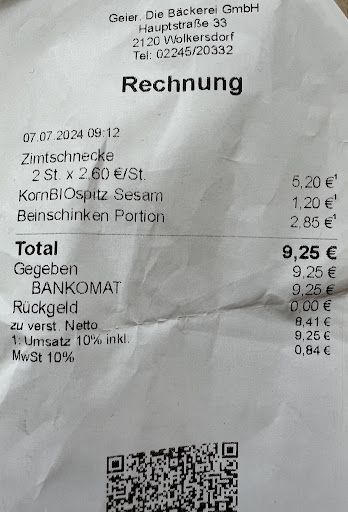 Geier. Die Bäckerei GmbH
Hauptstraße 33
2120 Wolkersdorf
Tel: 02245/20332
Rechnung
07.07.2024 09:12
Zimtschnecke
2 St. x 2,60 €/St. 5,20 €¹
KornBIOspitz Sesam 1,20 €¹
Beinschinken Portion 2,85 €¹
Total 9,25 €
Gegeben 9,25 €
BANKOMAT 9,25 €
Rückgeld 0,00 €
zu verst. Netto 8,41 €
1: Umsatz 10% inkl. 9,25 €
MwSt 10% 0,84 €